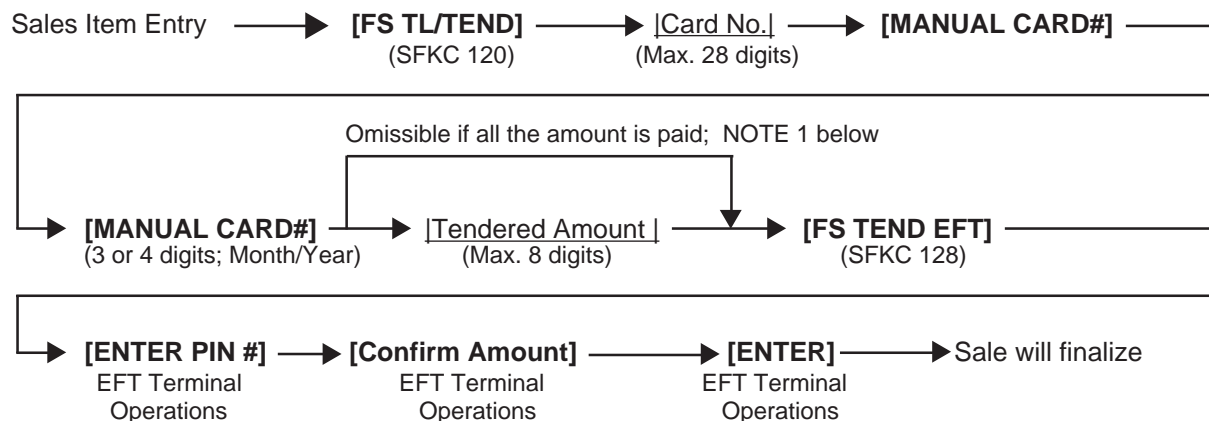 Sales Item Entry [FS TL/TEND] |Card No.| [MANUAL CARD#]
(SFKC 120) (Max. 28 digits)
Omissible if all the amount is paid; NOTE 1 below
[MANUAL CARD#] |Tendered Amount | [FS TEND EFT]
(3 or 4 digits; Month/Year) (Max. 8 digits) (SFKC 128)
[ENTER PIN #] [Confirm Amount] [ENTER] Sale will finalize
EFT Terminal EFT Terminal EFT Terminal
Operations Operations Operations